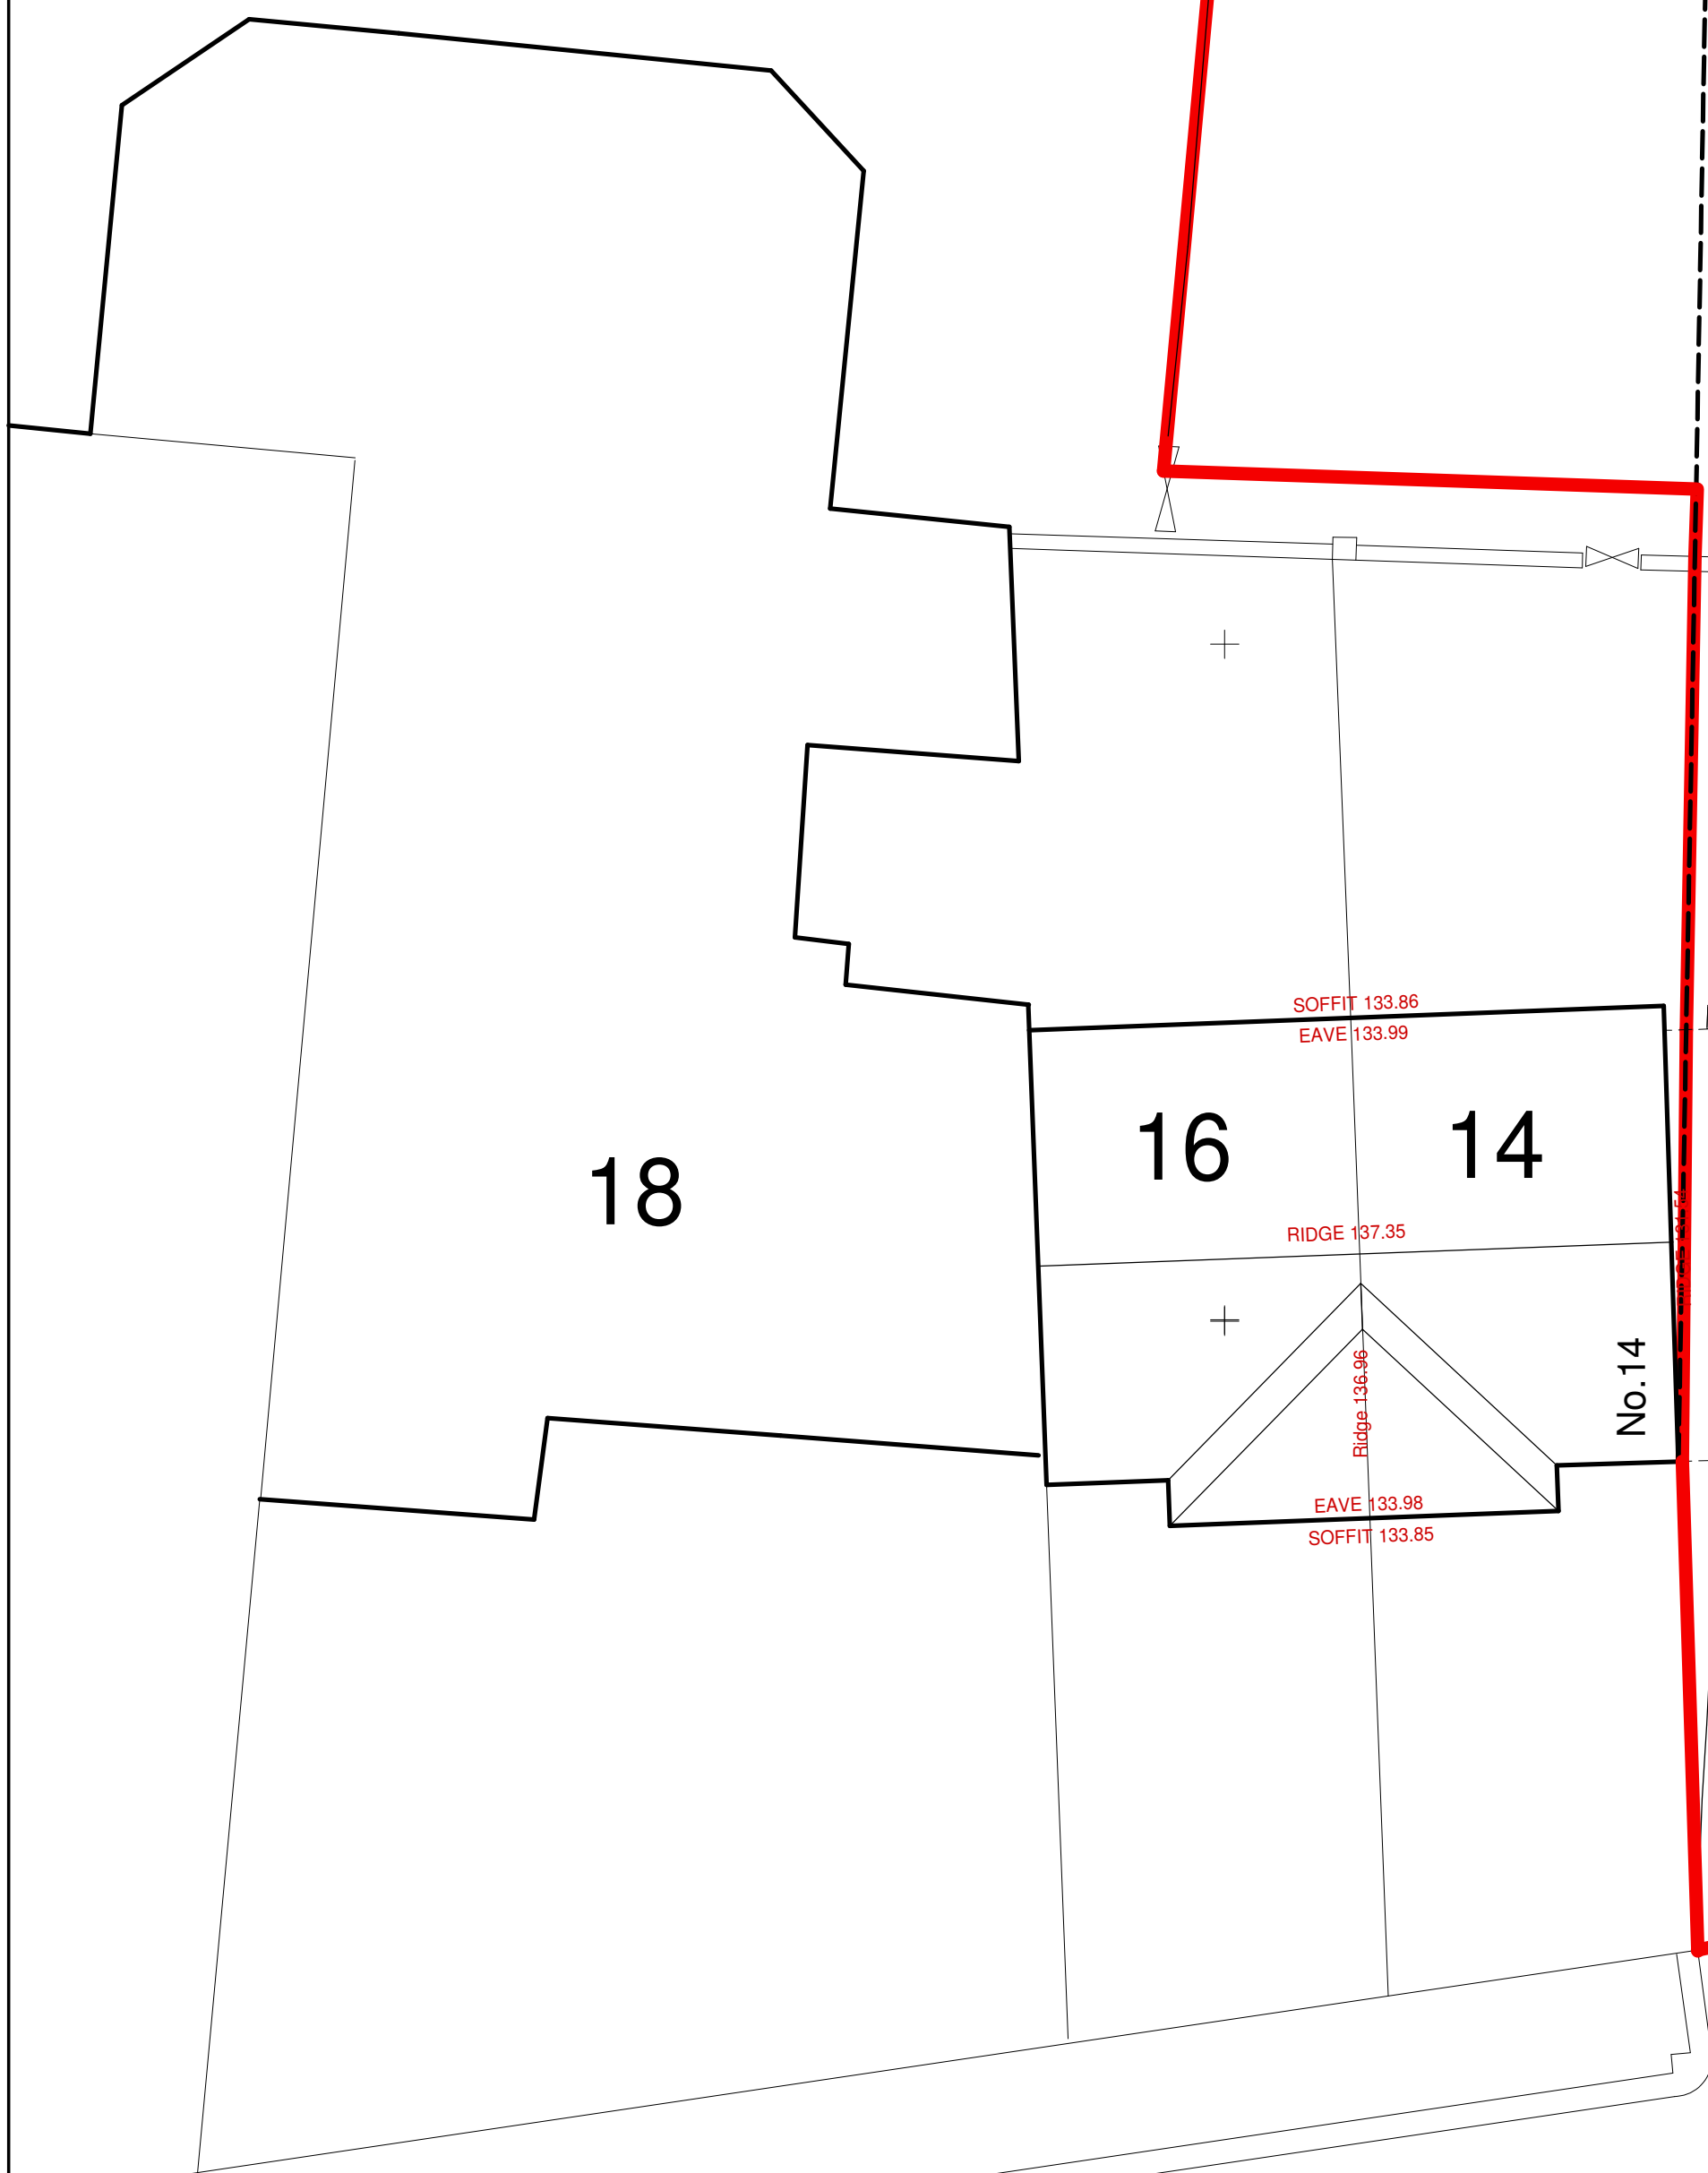 SOFFIT 133.86
EAVE 133.99
16
14
18
RIDGE 137.35
No.14
Ridge 136.96
EAVE 133.98
SOFFIT 133.85